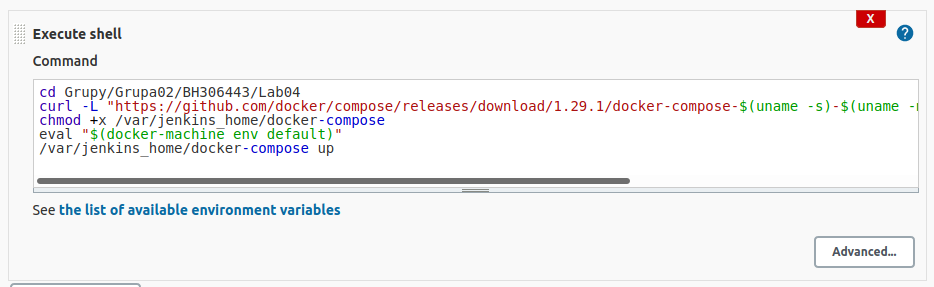 X
Execute shell
?
Command
cd Grupy/Grupa02/BH306443/Lab04
curl -L "https://github.com/docker/compose/releases/download/1.29.1/docker-compose-$(uname -s)-$(uname -
chmod +x /var/jenkins_home/docker-compose
eval "$(docker-machine env default)"
/var/jenkins_home/docker-compose up
See the list of available environment variables
Advanced...